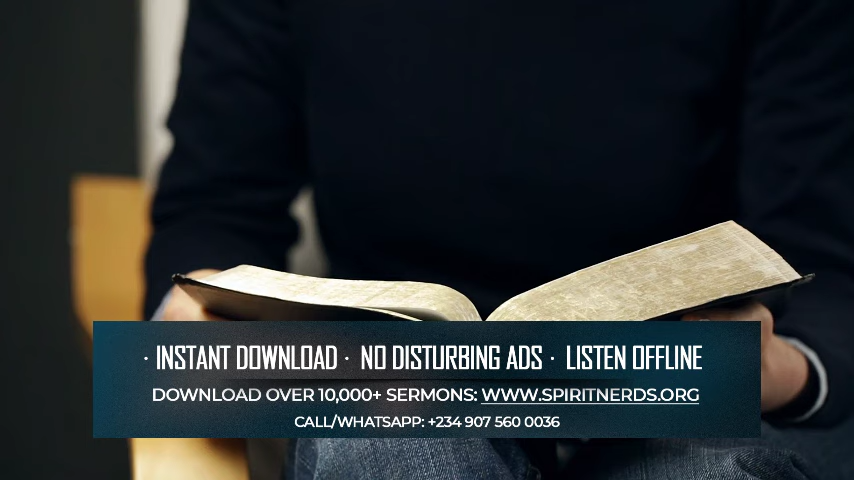 · INSTANT DOWNLOAD · NO DISTURBING ADS · LISTEN OFFLINE
DOWNLOAD OVER 10,000+ SERMONS: WWW.SPIRITNERDS.ORG
CALL/WHATSAPP: +234 907 560 0036